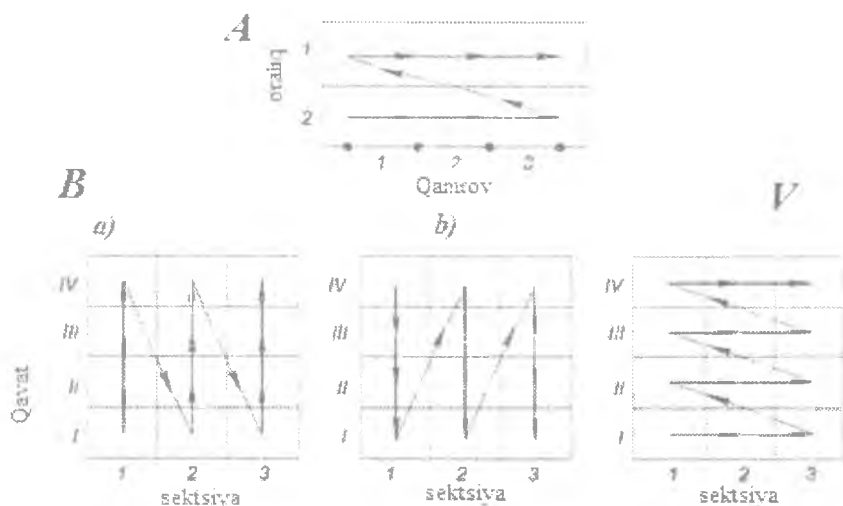 A
oraliq
1
2
1 2 3
Qamrov
B
V
a)
b)
IV
III
II
I
Qavat
1 2 3
sektsiya
IV
III
II
I
1 2 3
sektsiya
IV
III
II
I
1 2 3
sektsiya